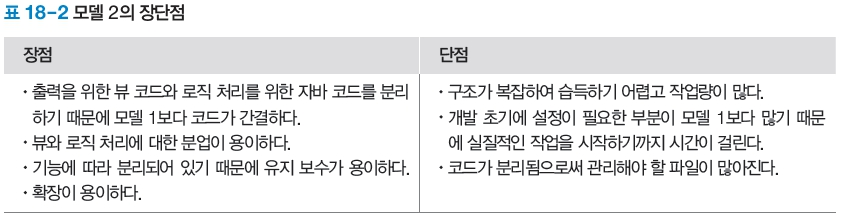 표 18-2 모델 2의 장단점
장점
· 출력을 위한 뷰 코드와 로직 처리를 위한 자바 코드를 분리
하기 때문에 모델 1보다 코드가 간결하다.
· 뷰와 로직 처리에 대한 분업이 용이하다.
· 기능에 따라 분리되어 있기 때문에 유지 보수가 용이하다.
· 확장이 용이하다.
단점
· 구조가 복잡하여 습득하기 어렵고 작업량이 많다.
· 개발 초기에 설정이 필요한 부분이 모델 1보다 많기 때문
에 실질적인 작업을 시작하기까지 시간이 걸린다.
· 코드가 분리됨으로써 관리해야 할 파일이 많아진다.